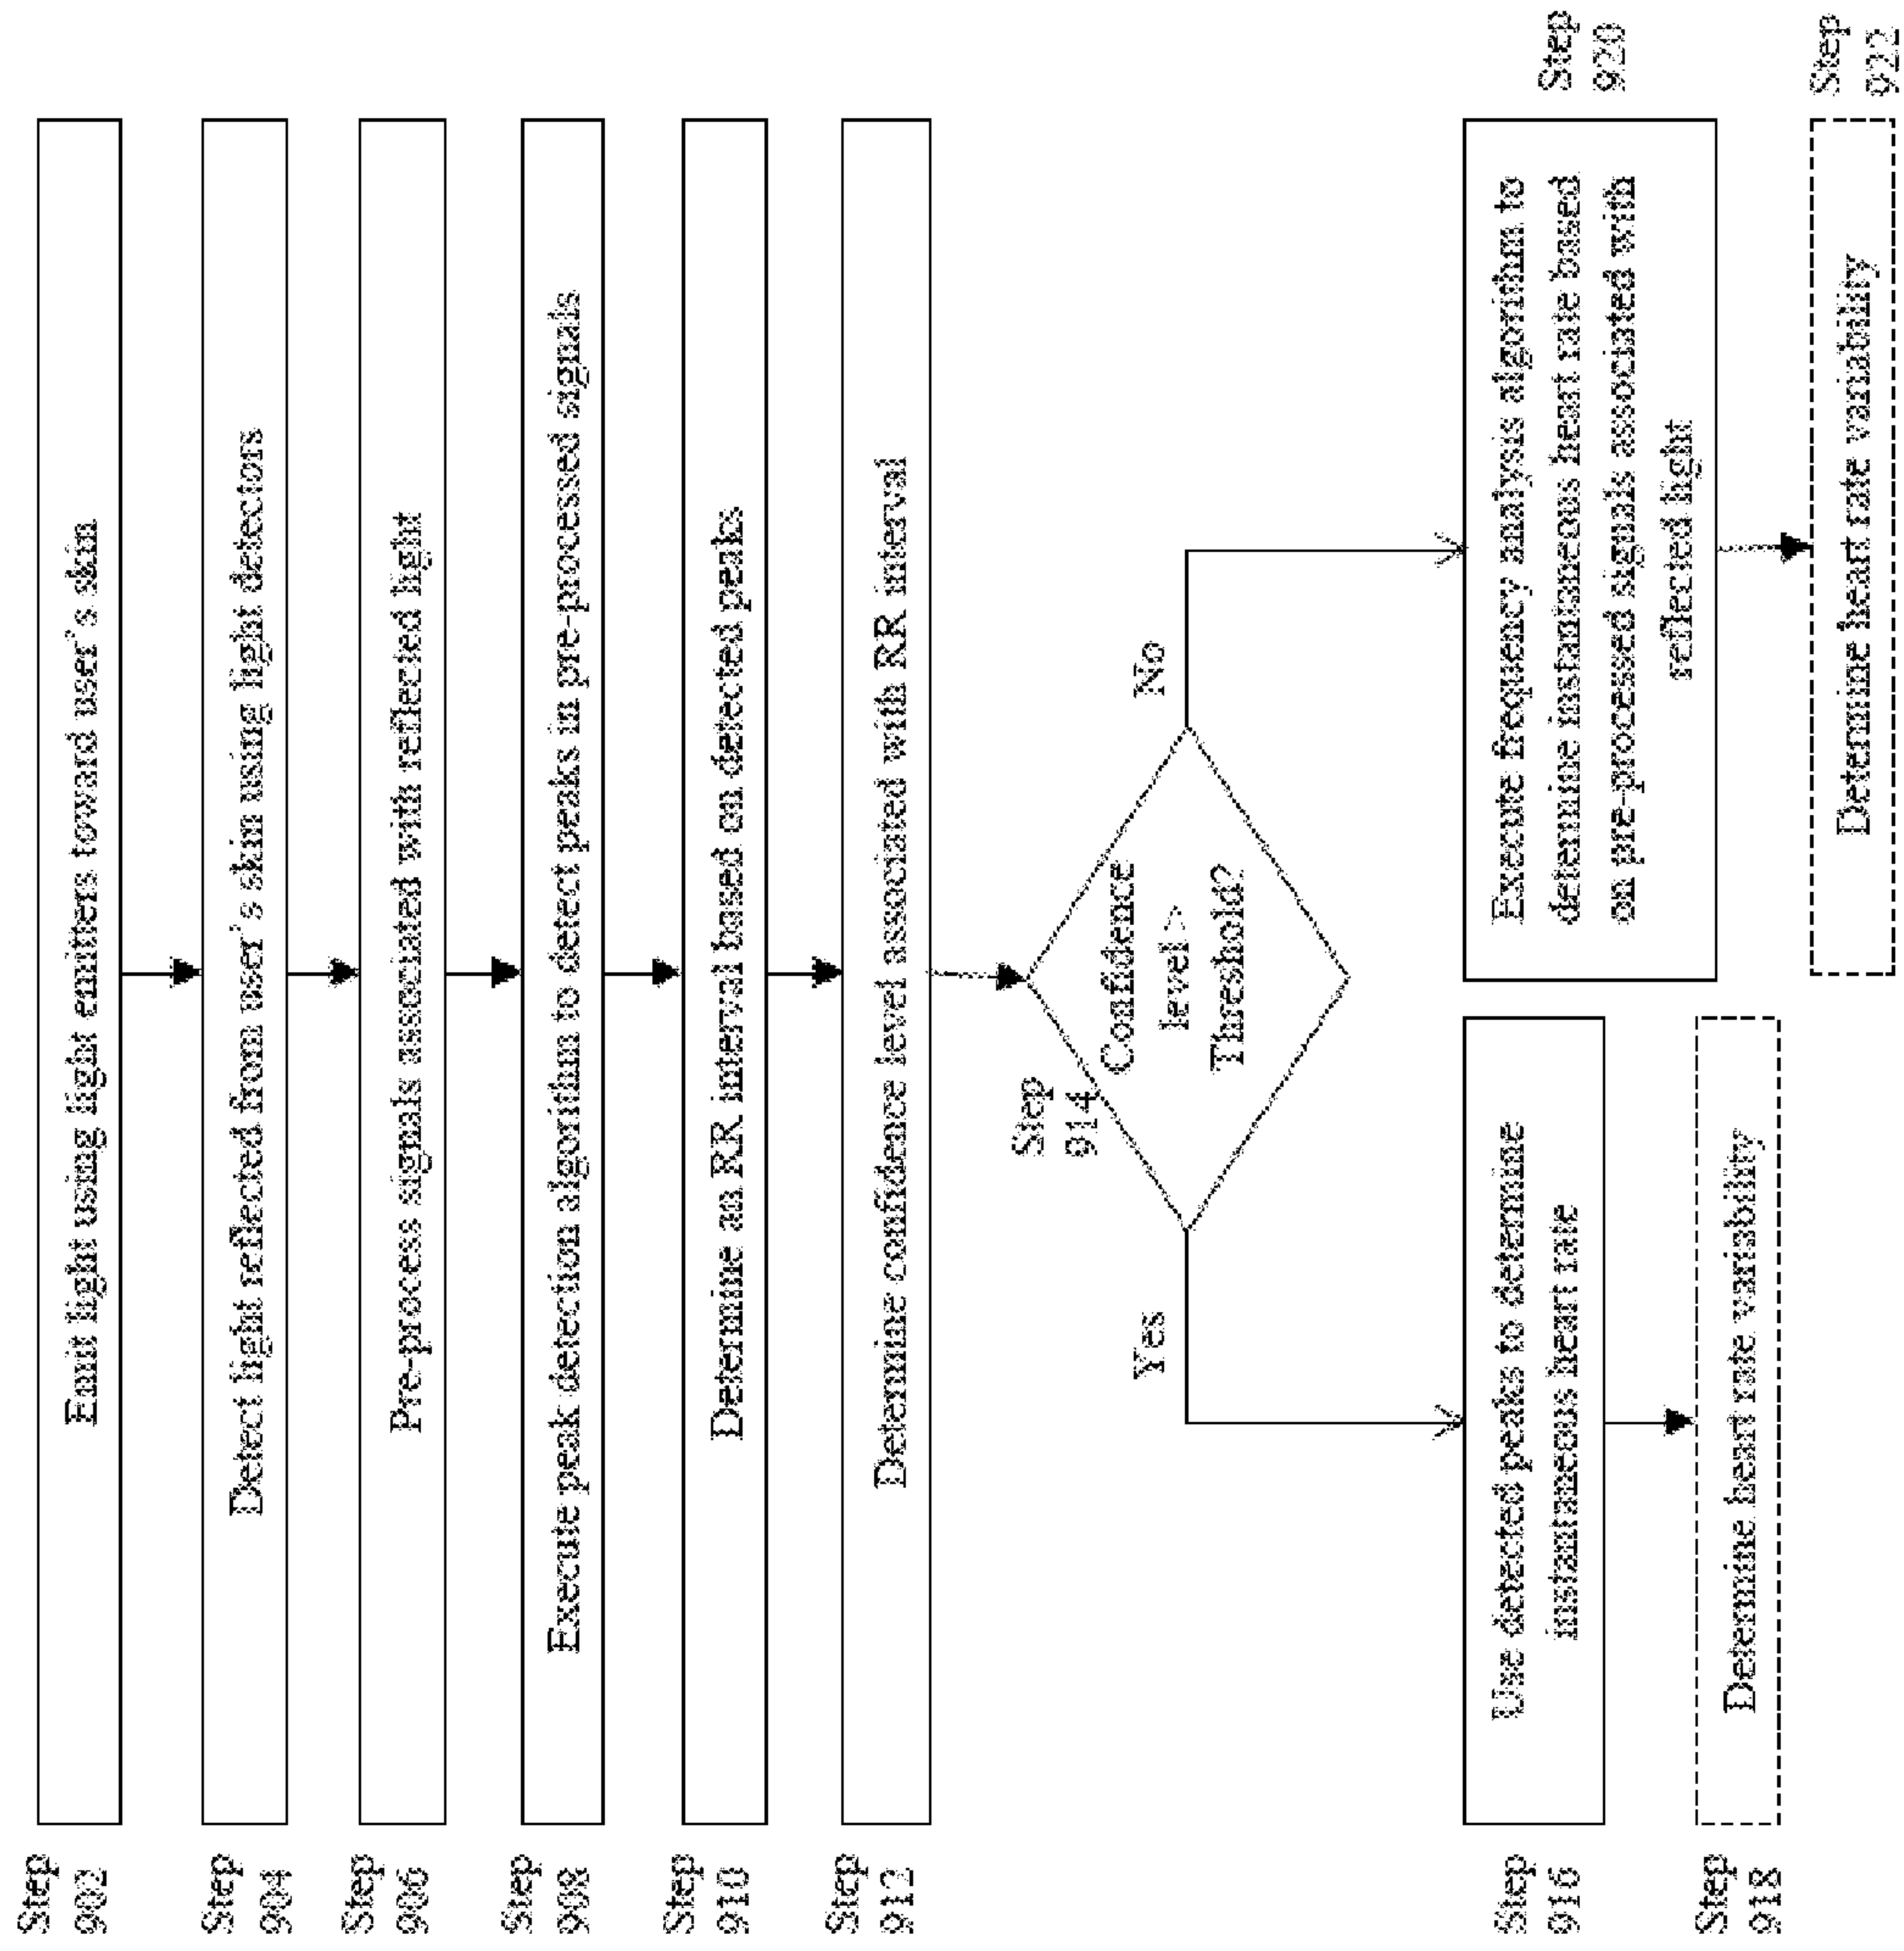 Step
902
Emit light using light emitters toward user's skin
Step
904
Detect light reflected from user's skin using light detectors
Step
906
Pre-process signals associated with reflected light
Step
908
Execute peak detection algorithm to detect peaks in pre-processed signals
Step
910
Determine an RR interval based on detected peaks
Step
912
Determine confidence level associated with RR interval
Step
914
Confidence
level >
Threshold?
Yes
No
Step
916
Use detected peaks to determine
instantaneous heart rate
Step
918
Determine heart rate variability
Execute frequency analysis algorithm to
determine instantaneous heart rate based
on pre-processed signals associated with
reflected light
Step
920
Determine heart rate variability
Step
922